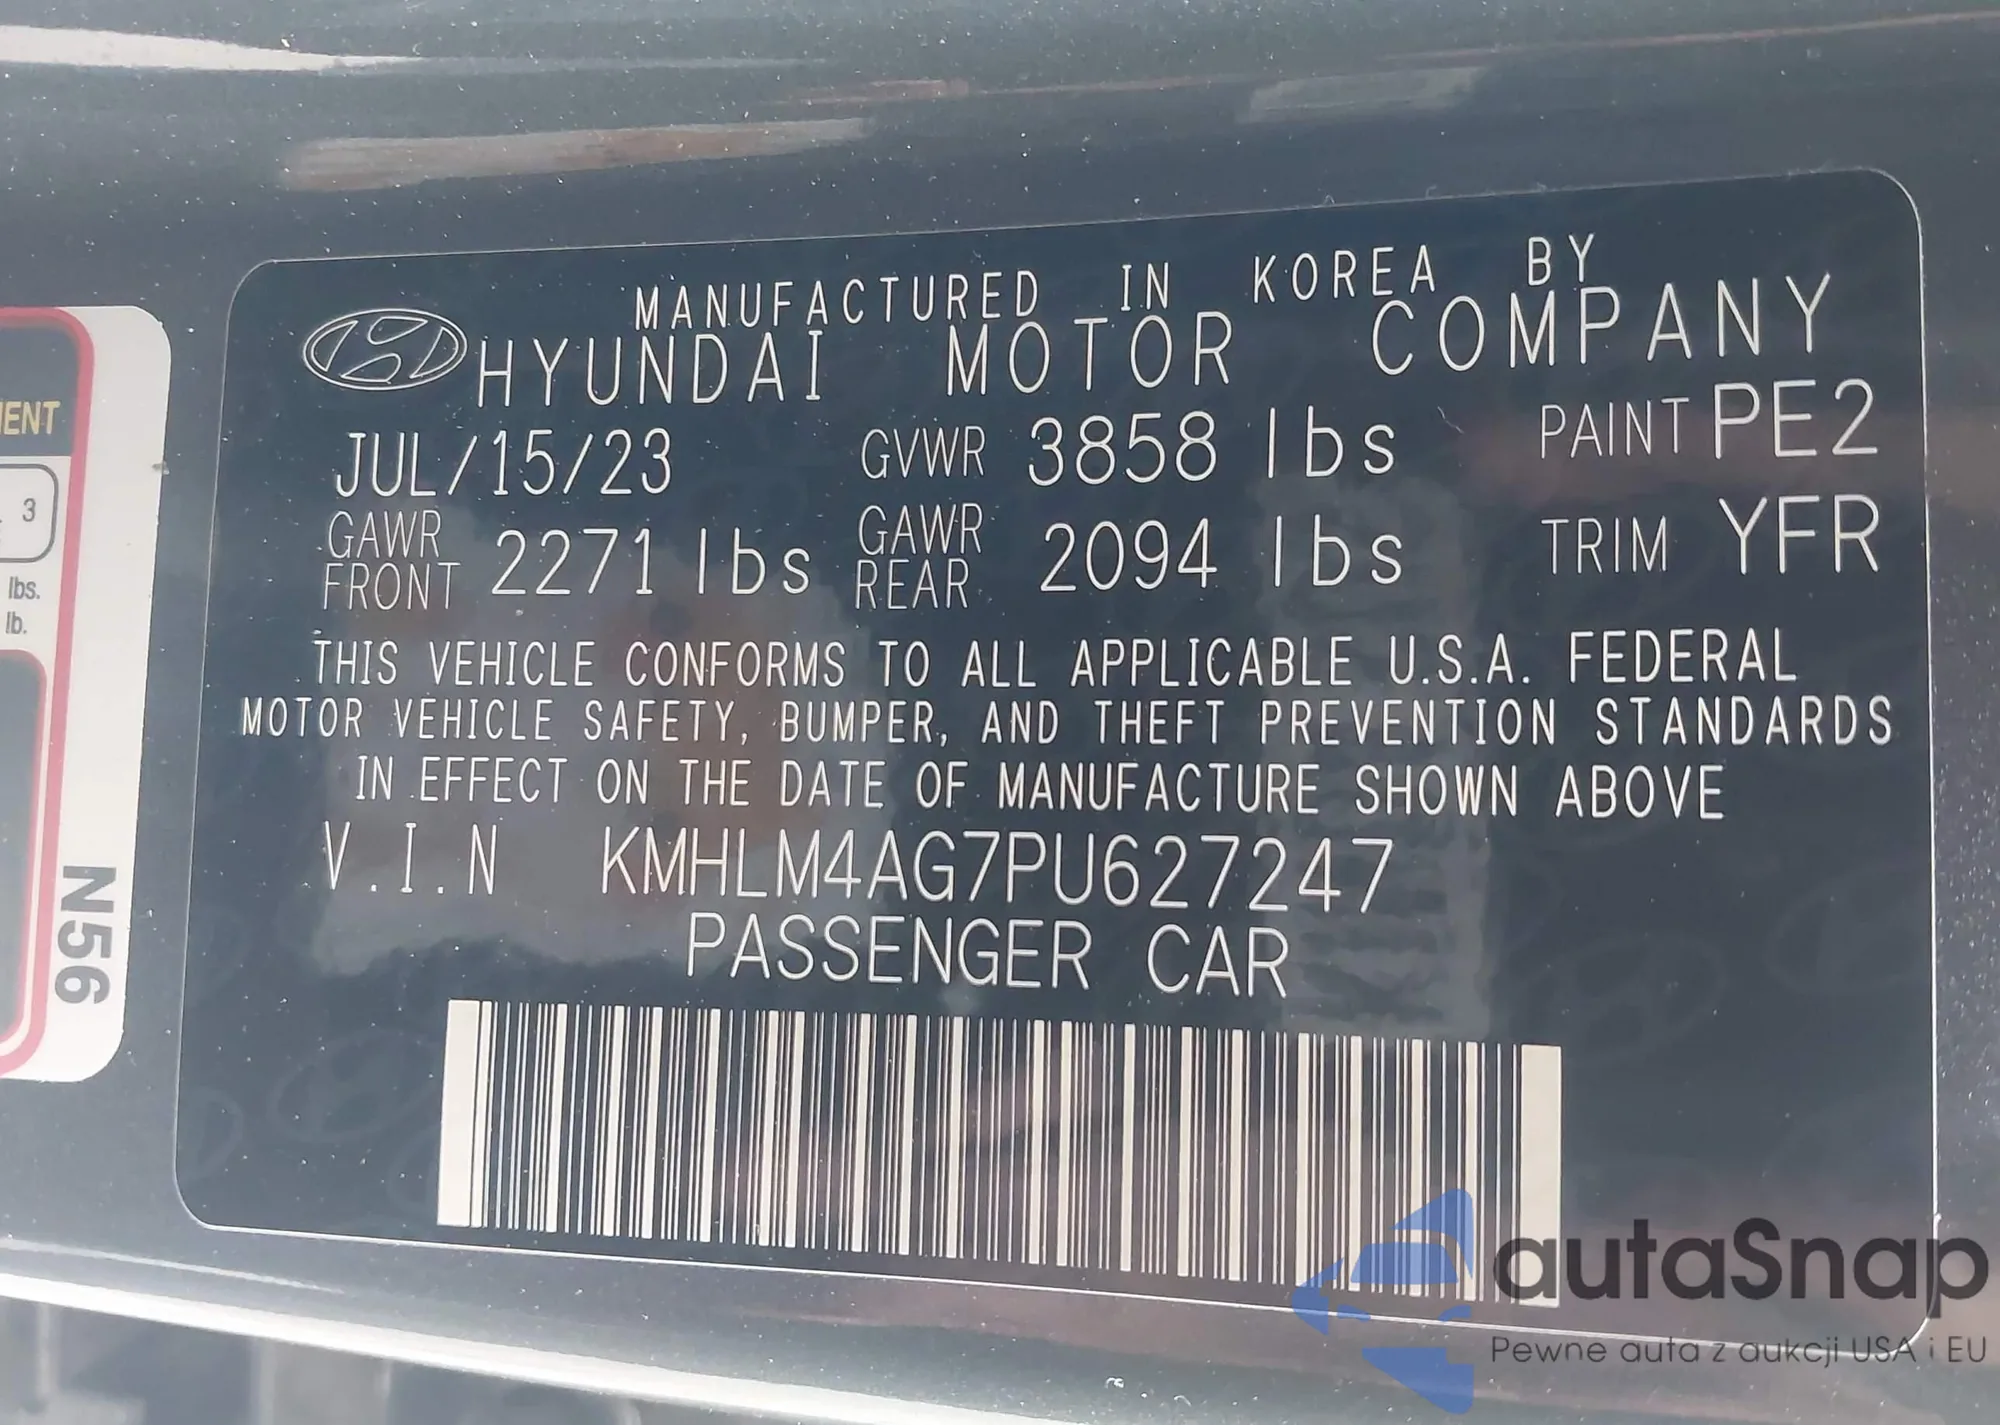 MANUFACTURED IN KOREA BY
HYUNDAI MOTOR COMPANY
JUL/15/23 GVWR 3858 lbs PAINT PE2
GAWR FRONT 2271 lbs GAWR REAR 2094 lbs TRIM YFR
THIS VEHICLE CONFORMS TO ALL APPLICABLE U.S.A. FEDERAL
MOTOR VEHICLE SAFETY, BUMPER, AND THEFT PREVENTION STANDARDS
IN EFFECT ON THE DATE OF MANUFACTURE SHOWN ABOVE
V.I.N KMHLM4AG7PU627247
PASSENGER CAR
3
lbs.
lb.
N56
autaSnap
Pewne auta z aukcji USA i EU